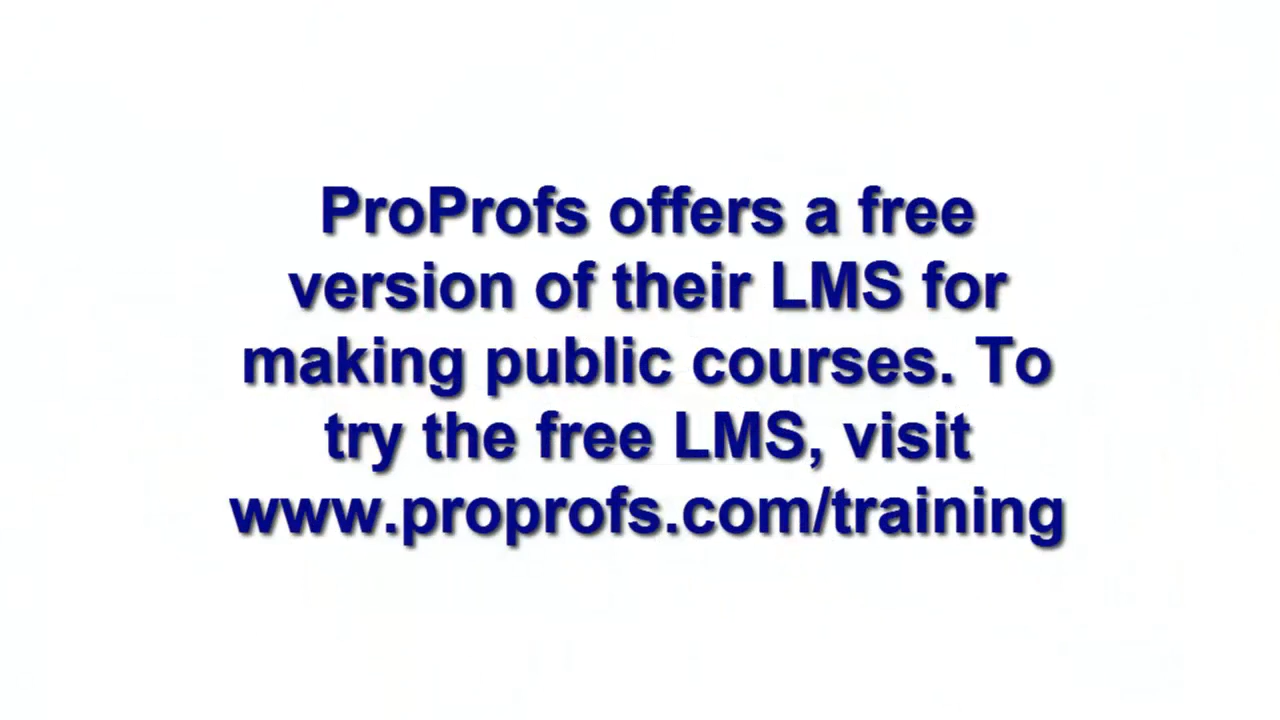 ProProfs offers a free
version of their LMS for
making public courses. To
try the free LMS, visit
www.proprofs.com/training